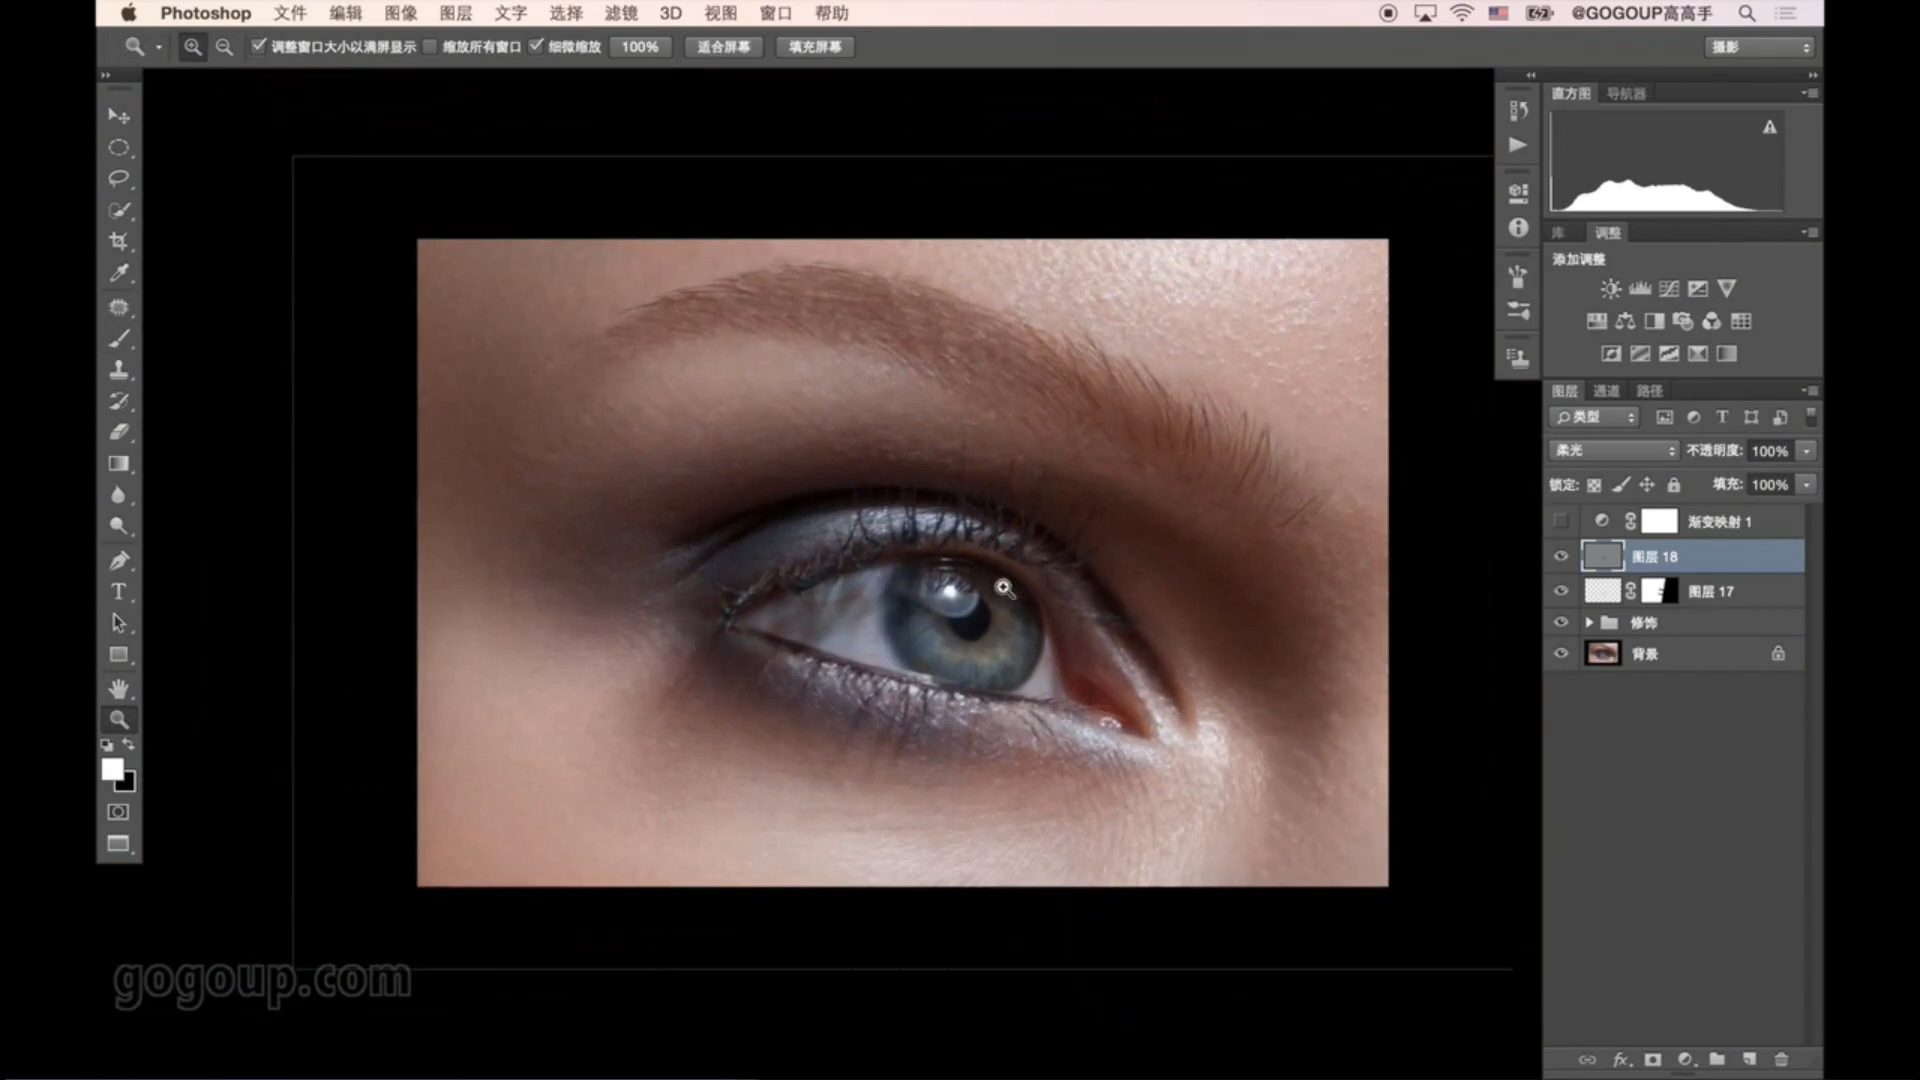 Photoshop 文件 编辑 图像 图层 文字 选择 滤镜 3D 视图 窗口 帮助 @GOGOUP高高手
调整窗口大小以满屏显示 缩放所有窗口 细微缩放 100% 适合屏幕 填充屏幕 摄影
直方图 导航器
库 调整
添加调整
图层 通道 路径
类型
柔光 不透明度: 100%
锁定: 填充: 100%
渐变映射 1
图层 18
图层 17
修饰
背景
gogoup.com